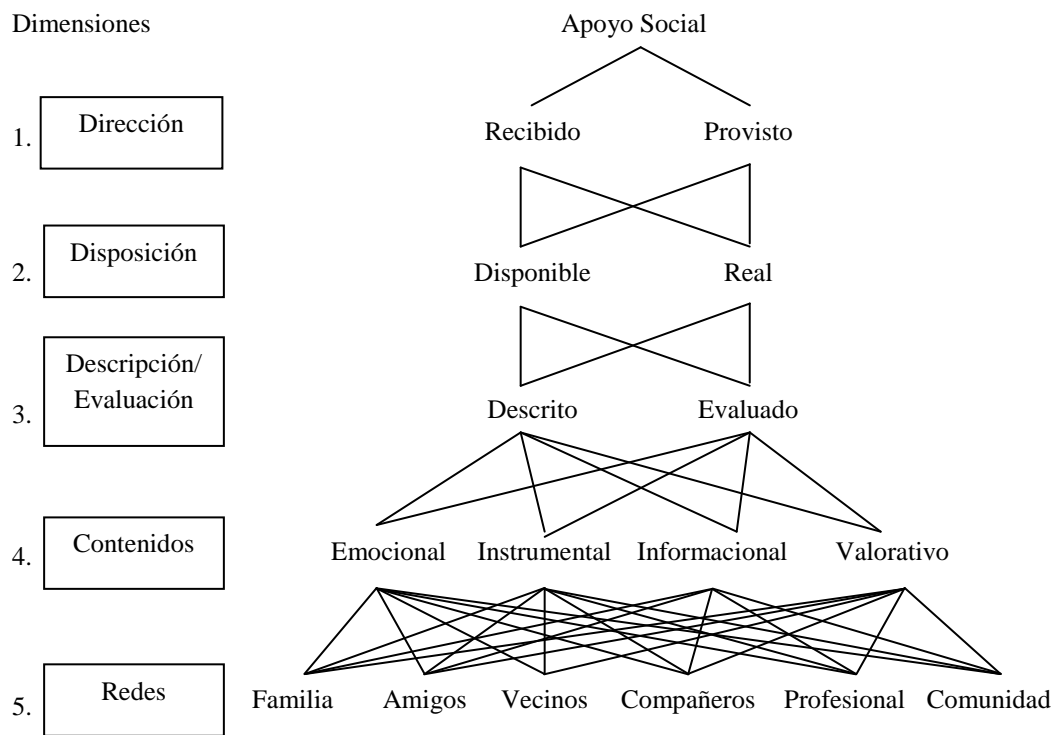 Dimensiones Apoyo Social
1. Dirección Recibido Provisto
2. Disposición Disponible Real
Descripción/
3. Evaluación Descrito Evaluado
4. Contenidos Emocional Instrumental Informacional Valorativo
5. Redes Familia Amigos Vecinos Compañeros Profesional Comunidad